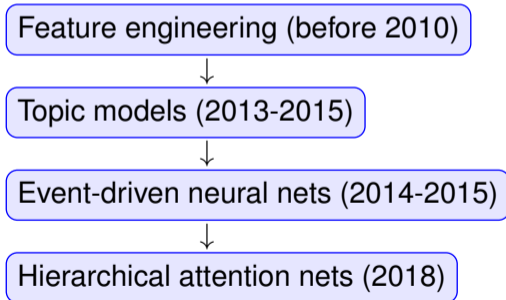 Feature engineering (before 2010)
Topic models (2013-2015)
Event-driven neural nets (2014-2015)
Hierarchical attention nets (2018)